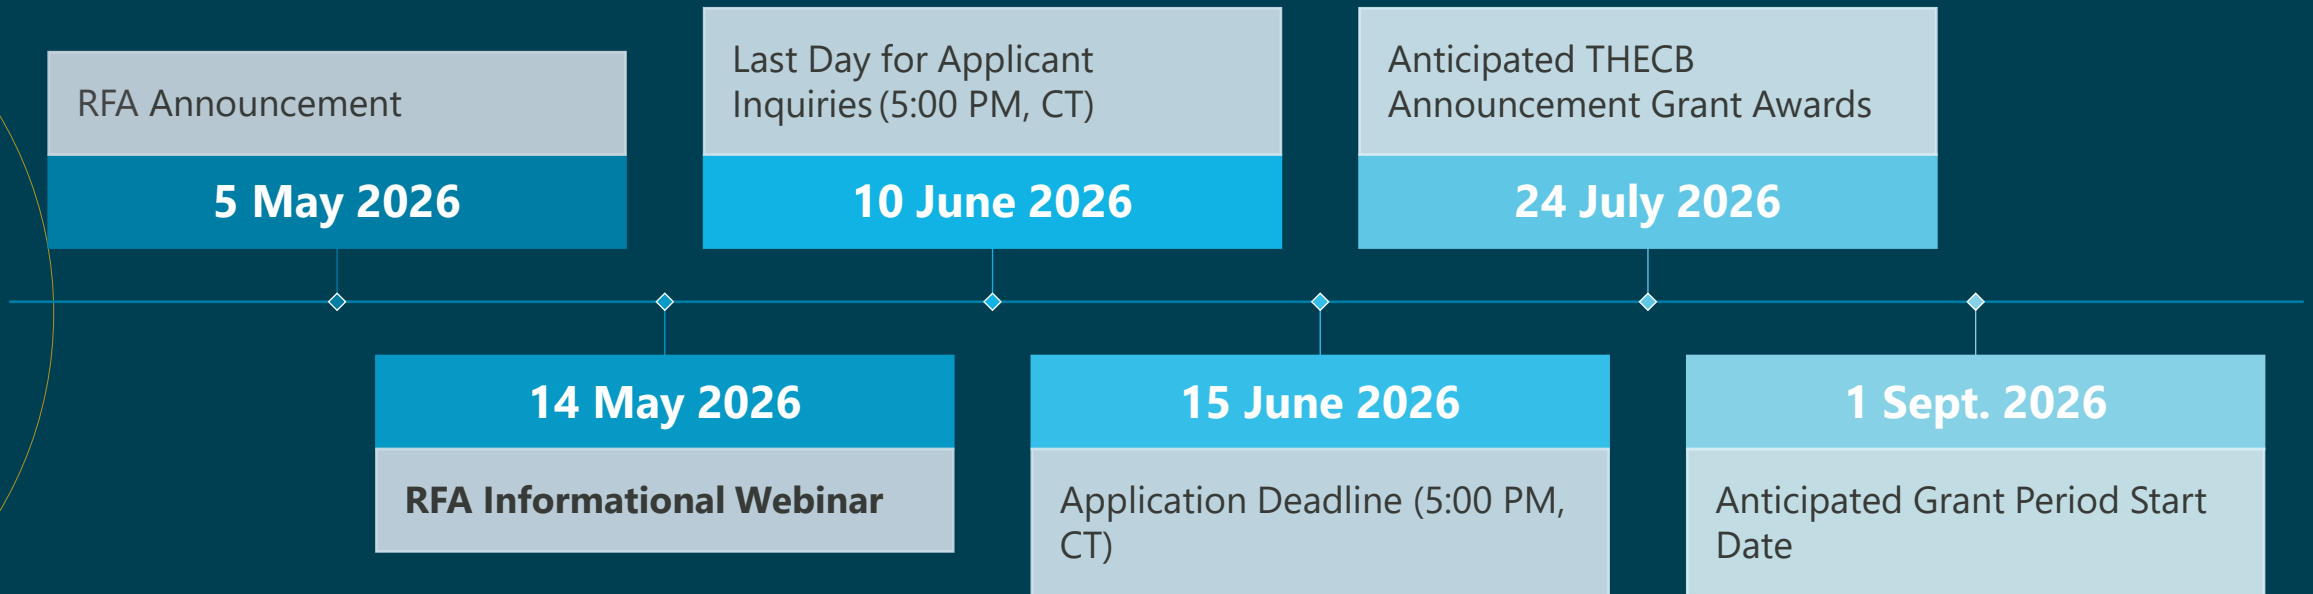 RFA Announcement
5 May 2026
14 May 2026
RFA Informational Webinar
Last Day for Applicant
Inquiries (5:00 PM, CT)
10 June 2026
15 June 2026
Application Deadline (5:00 PM,
CT)
Anticipated THECB
Announcement Grant Awards
24 July 2026
1 Sept. 2026
Anticipated Grant Period Start
Date